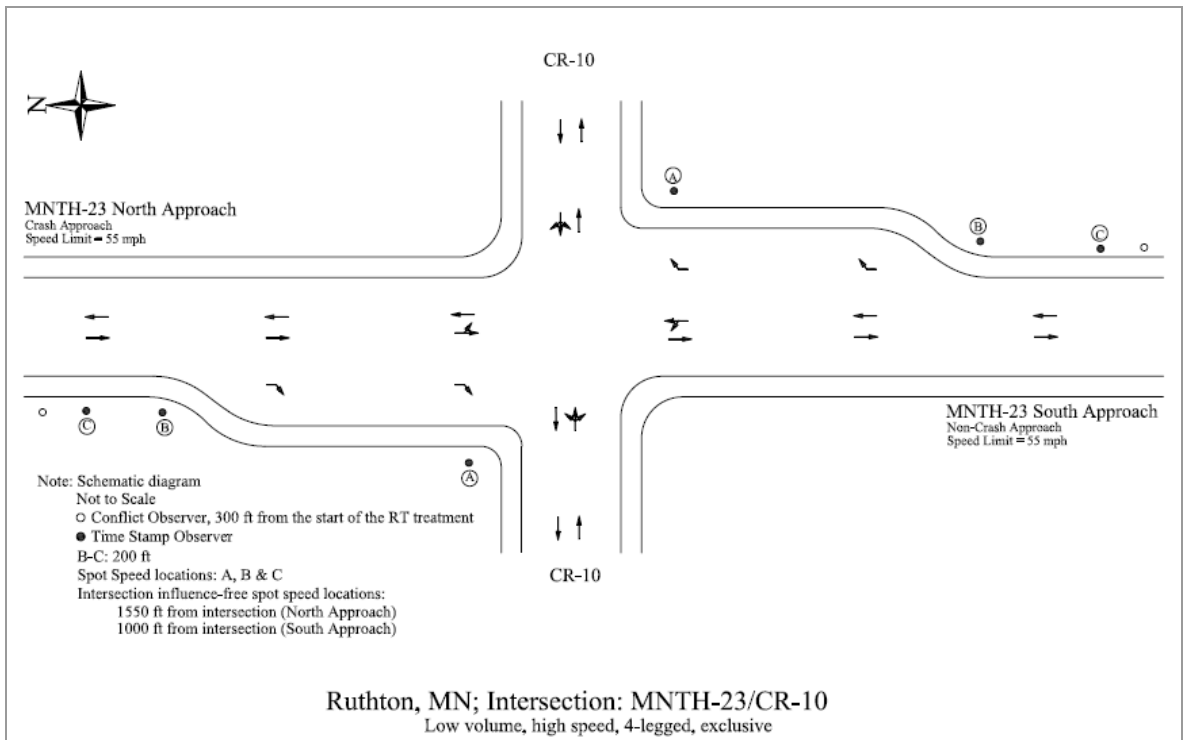 CR-10
N
A
MNTH-23 North Approach
Crash Approach
Speed Limit = 55 mph
B
C
C
B
MNTH-23 South Approach
Non-Crash Approach
Speed Limit = 55 mph
A
Note: Schematic diagram
Not to Scale
Conflict Observer, 300 ft from the start of the RT treatment
Time Stamp Observer
B-C: 200 ft
Spot Speed locations: A, B & C
Intersection influence-free spot speed locations:
1550 ft from intersection (North Approach)
1000 ft from intersection (South Approach)
CR-10
Ruthton, MN; Intersection: MNTH-23/CR-10
Low volume, high speed, 4-legged, exclusive